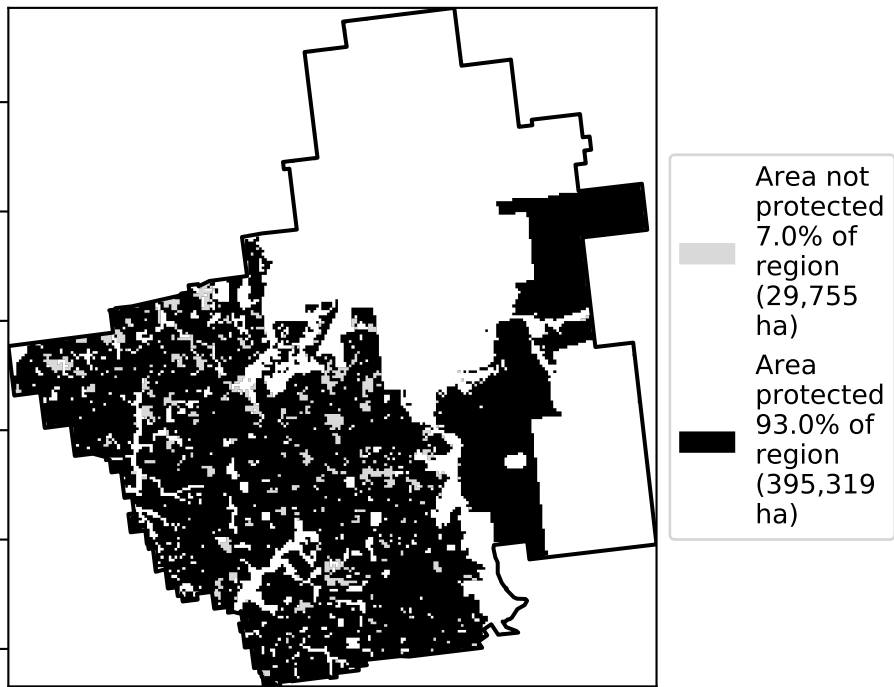 Area not
protected
7.0% of
region
(29,755
ha)
Area
protected
93.0% of
region
(395,319
ha)